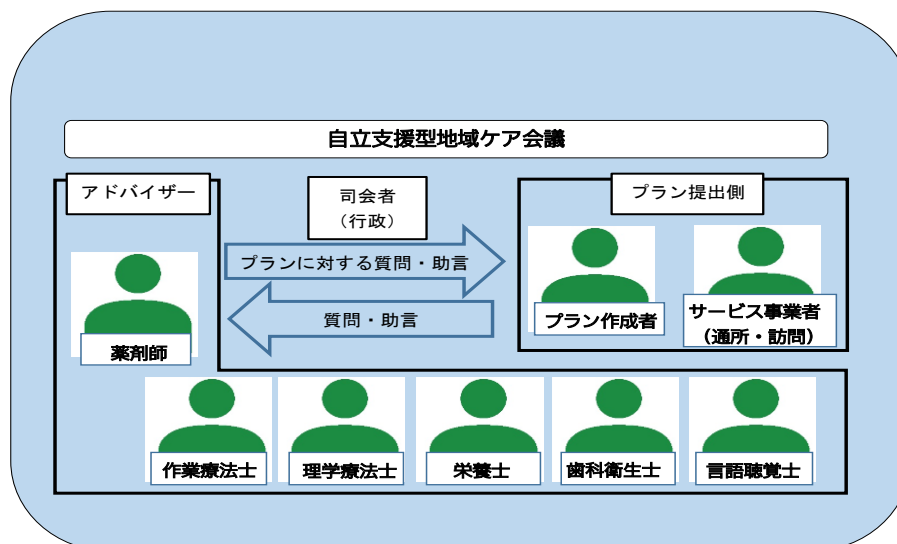 自立支援型地域ケア会議
アドバイザー
司会者
（行政）
プラン提出側
プランに対する質問・助言
質問・助言
薬剤師
プラン作成者
サービス事業者
（通所・訪問）
作業療法士
理学療法士
栄養士
歯科衛生士
言語聴覚士